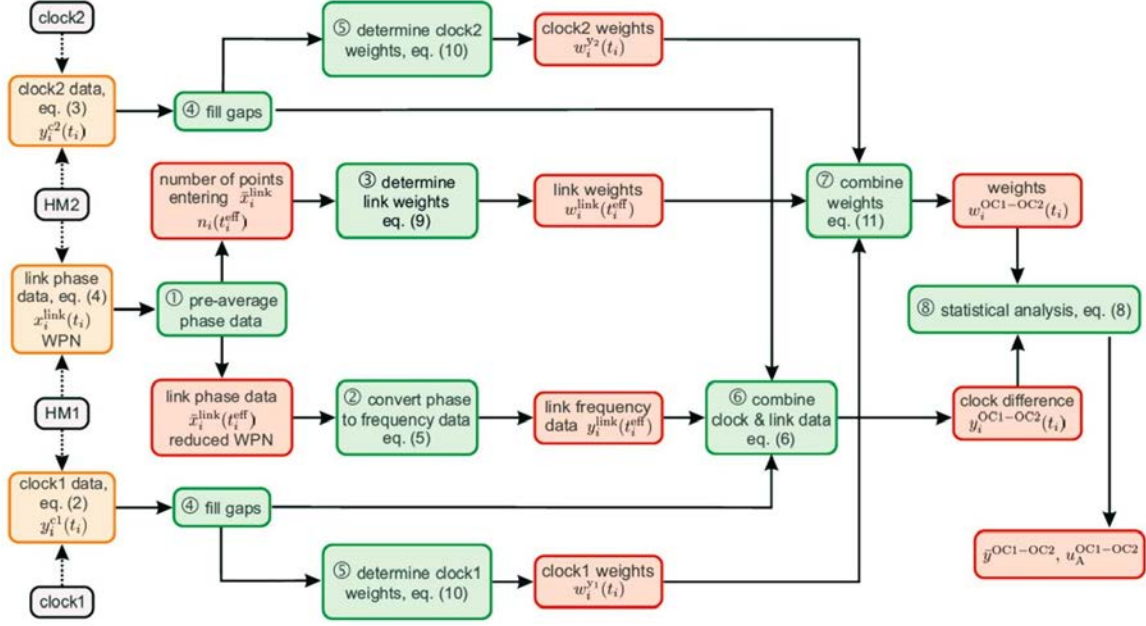 clock2
clock2 data,
eq. (3)
y_i^{c2}(t_i)
④ fill gaps
⑤ determine clock2
weights, eq. (10)
clock2 weights
w_i^{y_2}(t_i)
HM2
number of points
entering x̄_i^{link}
n_i(t_i^{eff})
③ determine
link weights
eq. (9)
link weights
w_i^{link}(t_i^{eff})
⑦ combine
weights
eq. (11)
weights
w_i^{OC1−OC2}(t_i)
link phase
data, eq. (4)
x_i^{link}(t_i)
WPN
① pre-average
phase data
⑧ statistical analysis, eq. (8)
HM1
link phase data
x̄_i^{link}(t_i^{eff})
reduced WPN
② convert phase
to frequency data
eq. (5)
link frequency
data y_i^{link}(t_i^{eff})
⑥ combine
clock & link data
eq. (6)
clock difference
y_i^{OC1−OC2}(t_i)
clock1 data,
eq. (2)
y_i^{c1}(t_i)
④ fill gaps
⑤ determine clock1
weights, eq. (10)
clock1 weights
w_i^{y_1}(t_i)
ȳ^{OC1−OC2}, u_A^{OC1−OC2}
clock1